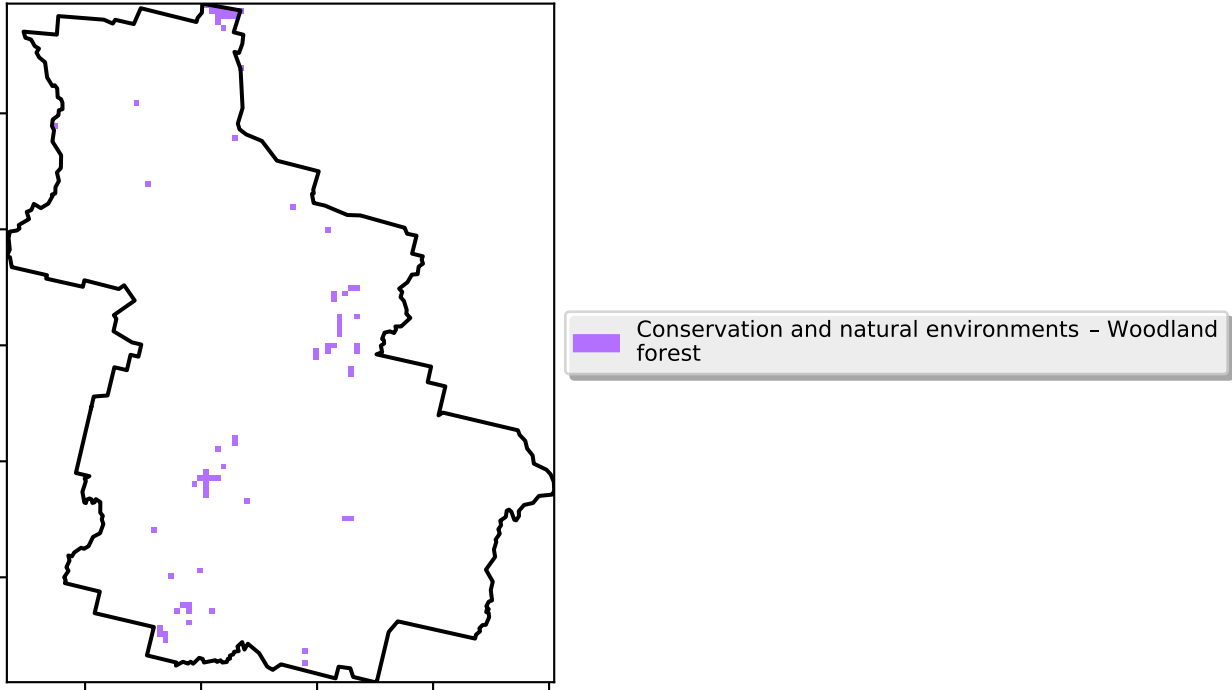 Conservation and natural environments – Woodland
forest